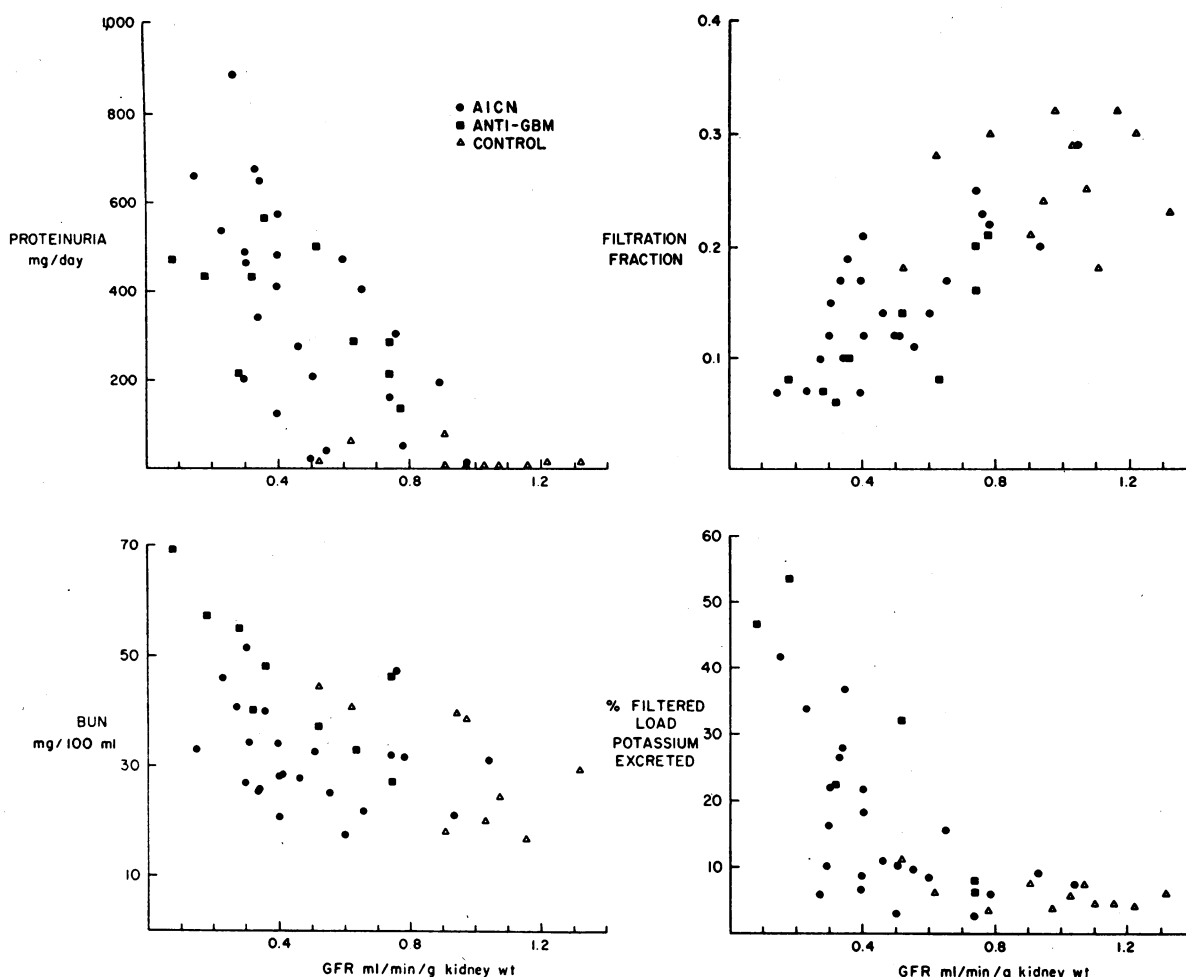 1,000
800
600
400
200
PROTEINURIA
mg/day
● AICN
■ ANTI-GBM
△ CONTROL
0.4 0.8 1.2
0.4
0.3
0.2
0.1
FILTRATION
FRACTION
0.4 0.8 1.2
70
50
30
10
BUN
mg/100 ml
0.4 0.8 1.2
GFR ml/min/g kidney wt
60
50
40
30
20
10
% FILTERED
LOAD
POTASSIUM
EXCRETED
0.4 0.8 1.2
GFR ml/min/g kidney wt